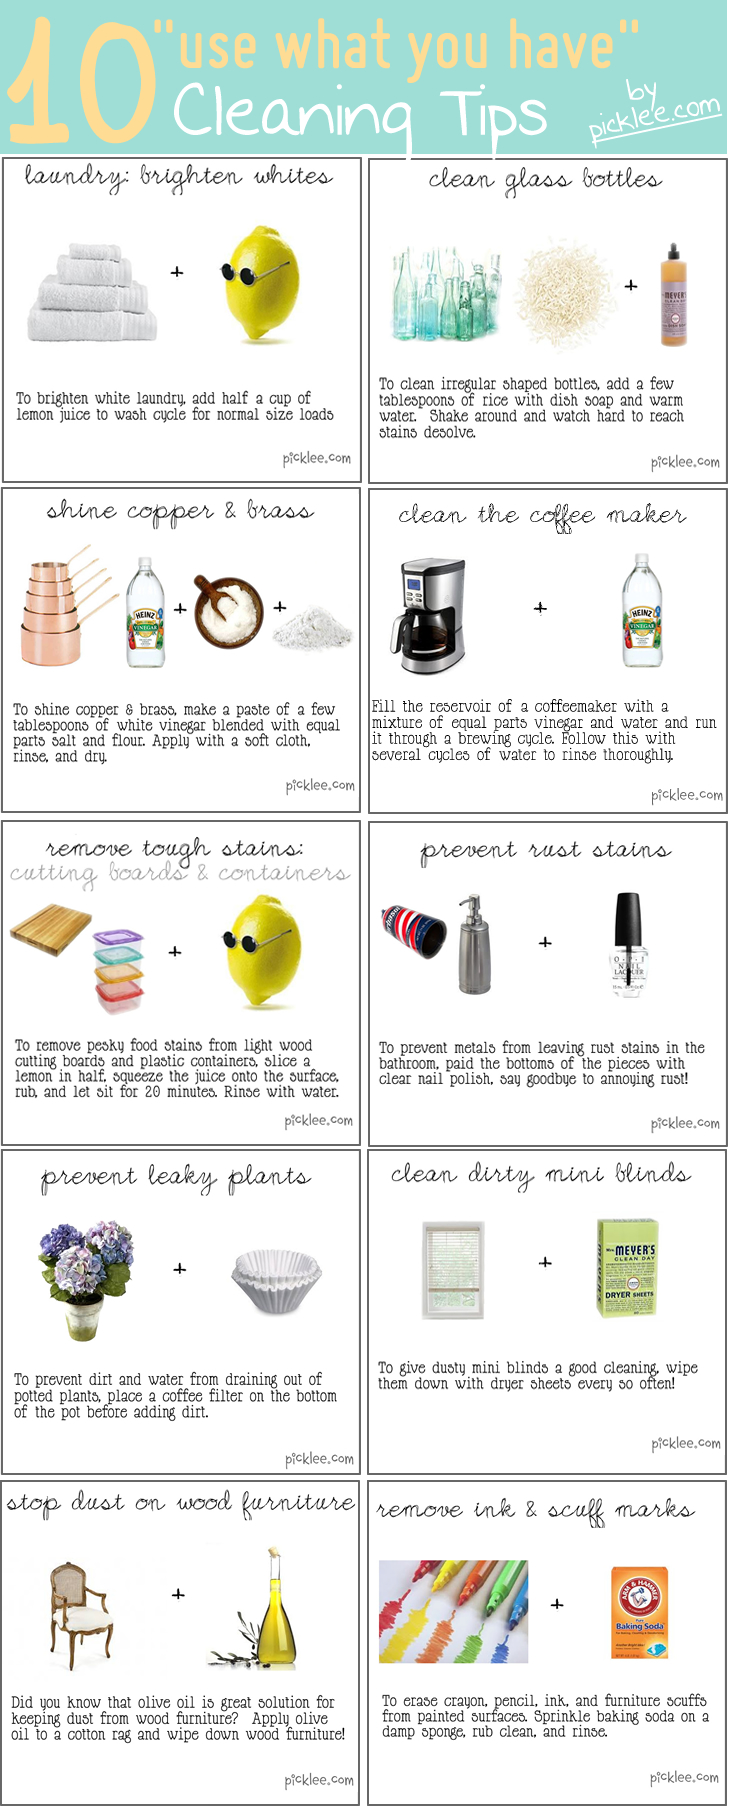 10 "use what you have"
Cleaning Tips
by
picklee.com
laundry: brighten whites
To brighten white laundry, add half a cup of
lemon juice to wash cycle for normal size loads
picklee.com
clean glass bottles
MEYER'S
CLEAN DAY
To clean irregular shaped bottles, add a few
tablespoons of rice with dish soap and warm
water. Shake around and watch hard to reach
stains desolve.
picklee.com
shine copper & brass
HEINZ
VINEGAR
To shine copper & brass, make a paste of a few
tablespoons of white vinegar blended with equal
parts salt and flour. Apply with a soft cloth,
rinse, and dry.
picklee.com
clean the coffee maker
HEINZ
VINEGAR
Fill the reservoir of a coffeemaker with a
mixture of equal parts vinegar and water and run
it through a brewing cycle. Follow this with
several cycles of water to rinse thoroughly.
picklee.com
remove tough stains:
cutting boards & containers
To remove pesky food stains from light wood
cutting boards and plastic containers, slice a
lemon in half, squeeze the juice onto the surface,
rub, and let sit for 20 minutes. Rinse with water.
picklee.com
prevent rust stains
O·P·I
NAIL
LACQUER
To prevent metals from leaving rust stains in the
bathroom, paid the bottoms of the pieces with
clear nail polish, say goodbye to annoying rust!
picklee.com
prevent leaky plants
To prevent dirt and water from draining out of
potted plants, place a coffee filter on the bottom
of the pot before adding dirt.
picklee.com
clean dirty mini blinds
Mrs.
MEYER'S
CLEAN DAY
DRYER SHEETS
To give dusty mini blinds a good cleaning, wipe
them down with dryer sheets every so often!
picklee.com
stop dust on wood furniture
Did you know that olive oil is great solution for
keeping dust from wood furniture? Apply olive
oil to a cotton rag and wipe down wood furniture!
picklee.com
remove ink & scuff marks
ARM & HAMMER
Pure
Baking Soda
To erase crayon, pencil, ink, and furniture scuffs
from painted surfaces. Sprinkle baking soda on a
damp sponge, rub clean, and rinse.
picklee.com